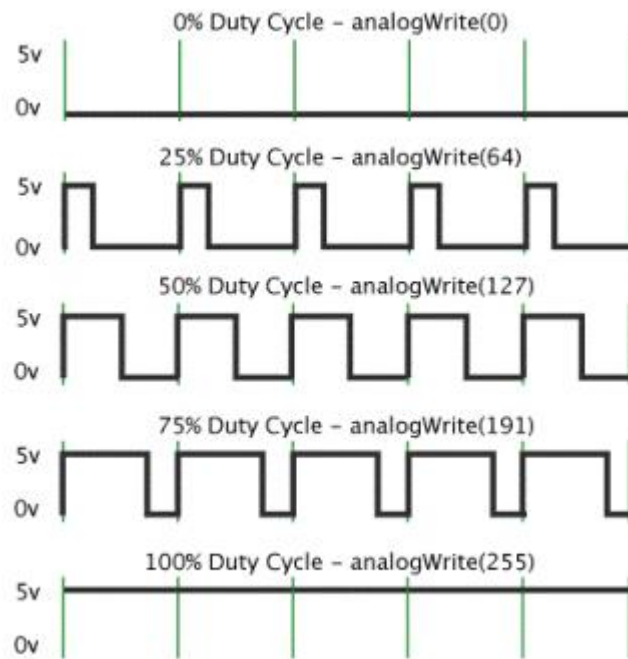 0% Duty Cycle – analogWrite(0)
5v
0v
25% Duty Cycle – analogWrite(64)
5v
0v
50% Duty Cycle – analogWrite(127)
5v
0v
75% Duty Cycle – analogWrite(191)
5v
0v
100% Duty Cycle – analogWrite(255)
5v
0v